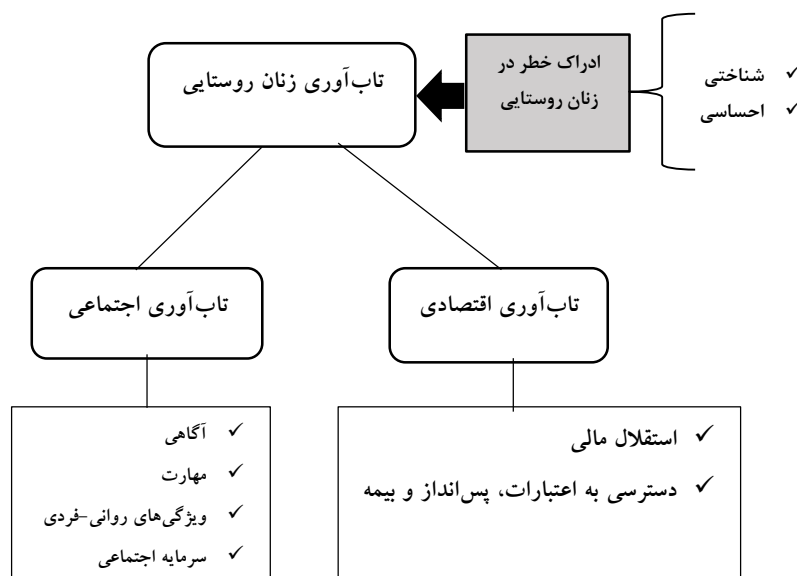 تاب‌آوری زنان روستایی
ادراک خطر در
زنان روستایی
✓ شناختی
✓ احساسی
تاب‌آوری اقتصادی
تاب‌آوری اجتماعی
✓ استقلال مالی
✓ دسترسی به اعتبارات، پس‌انداز و بیمه
✓ آگاهی
✓ مهارت
✓ ویژگی‌های روانی-فردی
✓ سرمایه اجتماعی